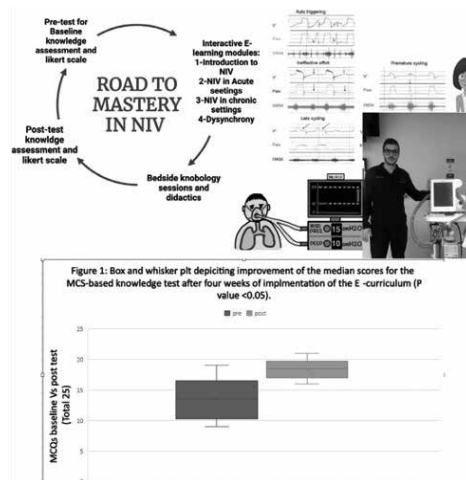 Pre-test for
Baseline
knowledge
assessment and
likert scale
Interactive E-
learning modules:
1-Introduction to
NIV
2-NIV in Acute
seetings
3-NIV in chronic
settings
4-Dysynchrony
ROAD TO
MASTERY
IN NIV
Post-test
knowldge
assessment and
likert scale
Bedside knobology
sessions and
didactics
Auto triggering
Ineffective effort
Premature cycling
Late cycling
15 cmH2O
10 cmH2O
Figure 1: Box and whisker plt depicting improvement of the median scores for the
MCS-based knowledge test after four weeks of implmentation of the E -curriculum (P
value <0.05).
pre post
MCQs baseline Vs post test
(Total 25)
25
20
15
10
5